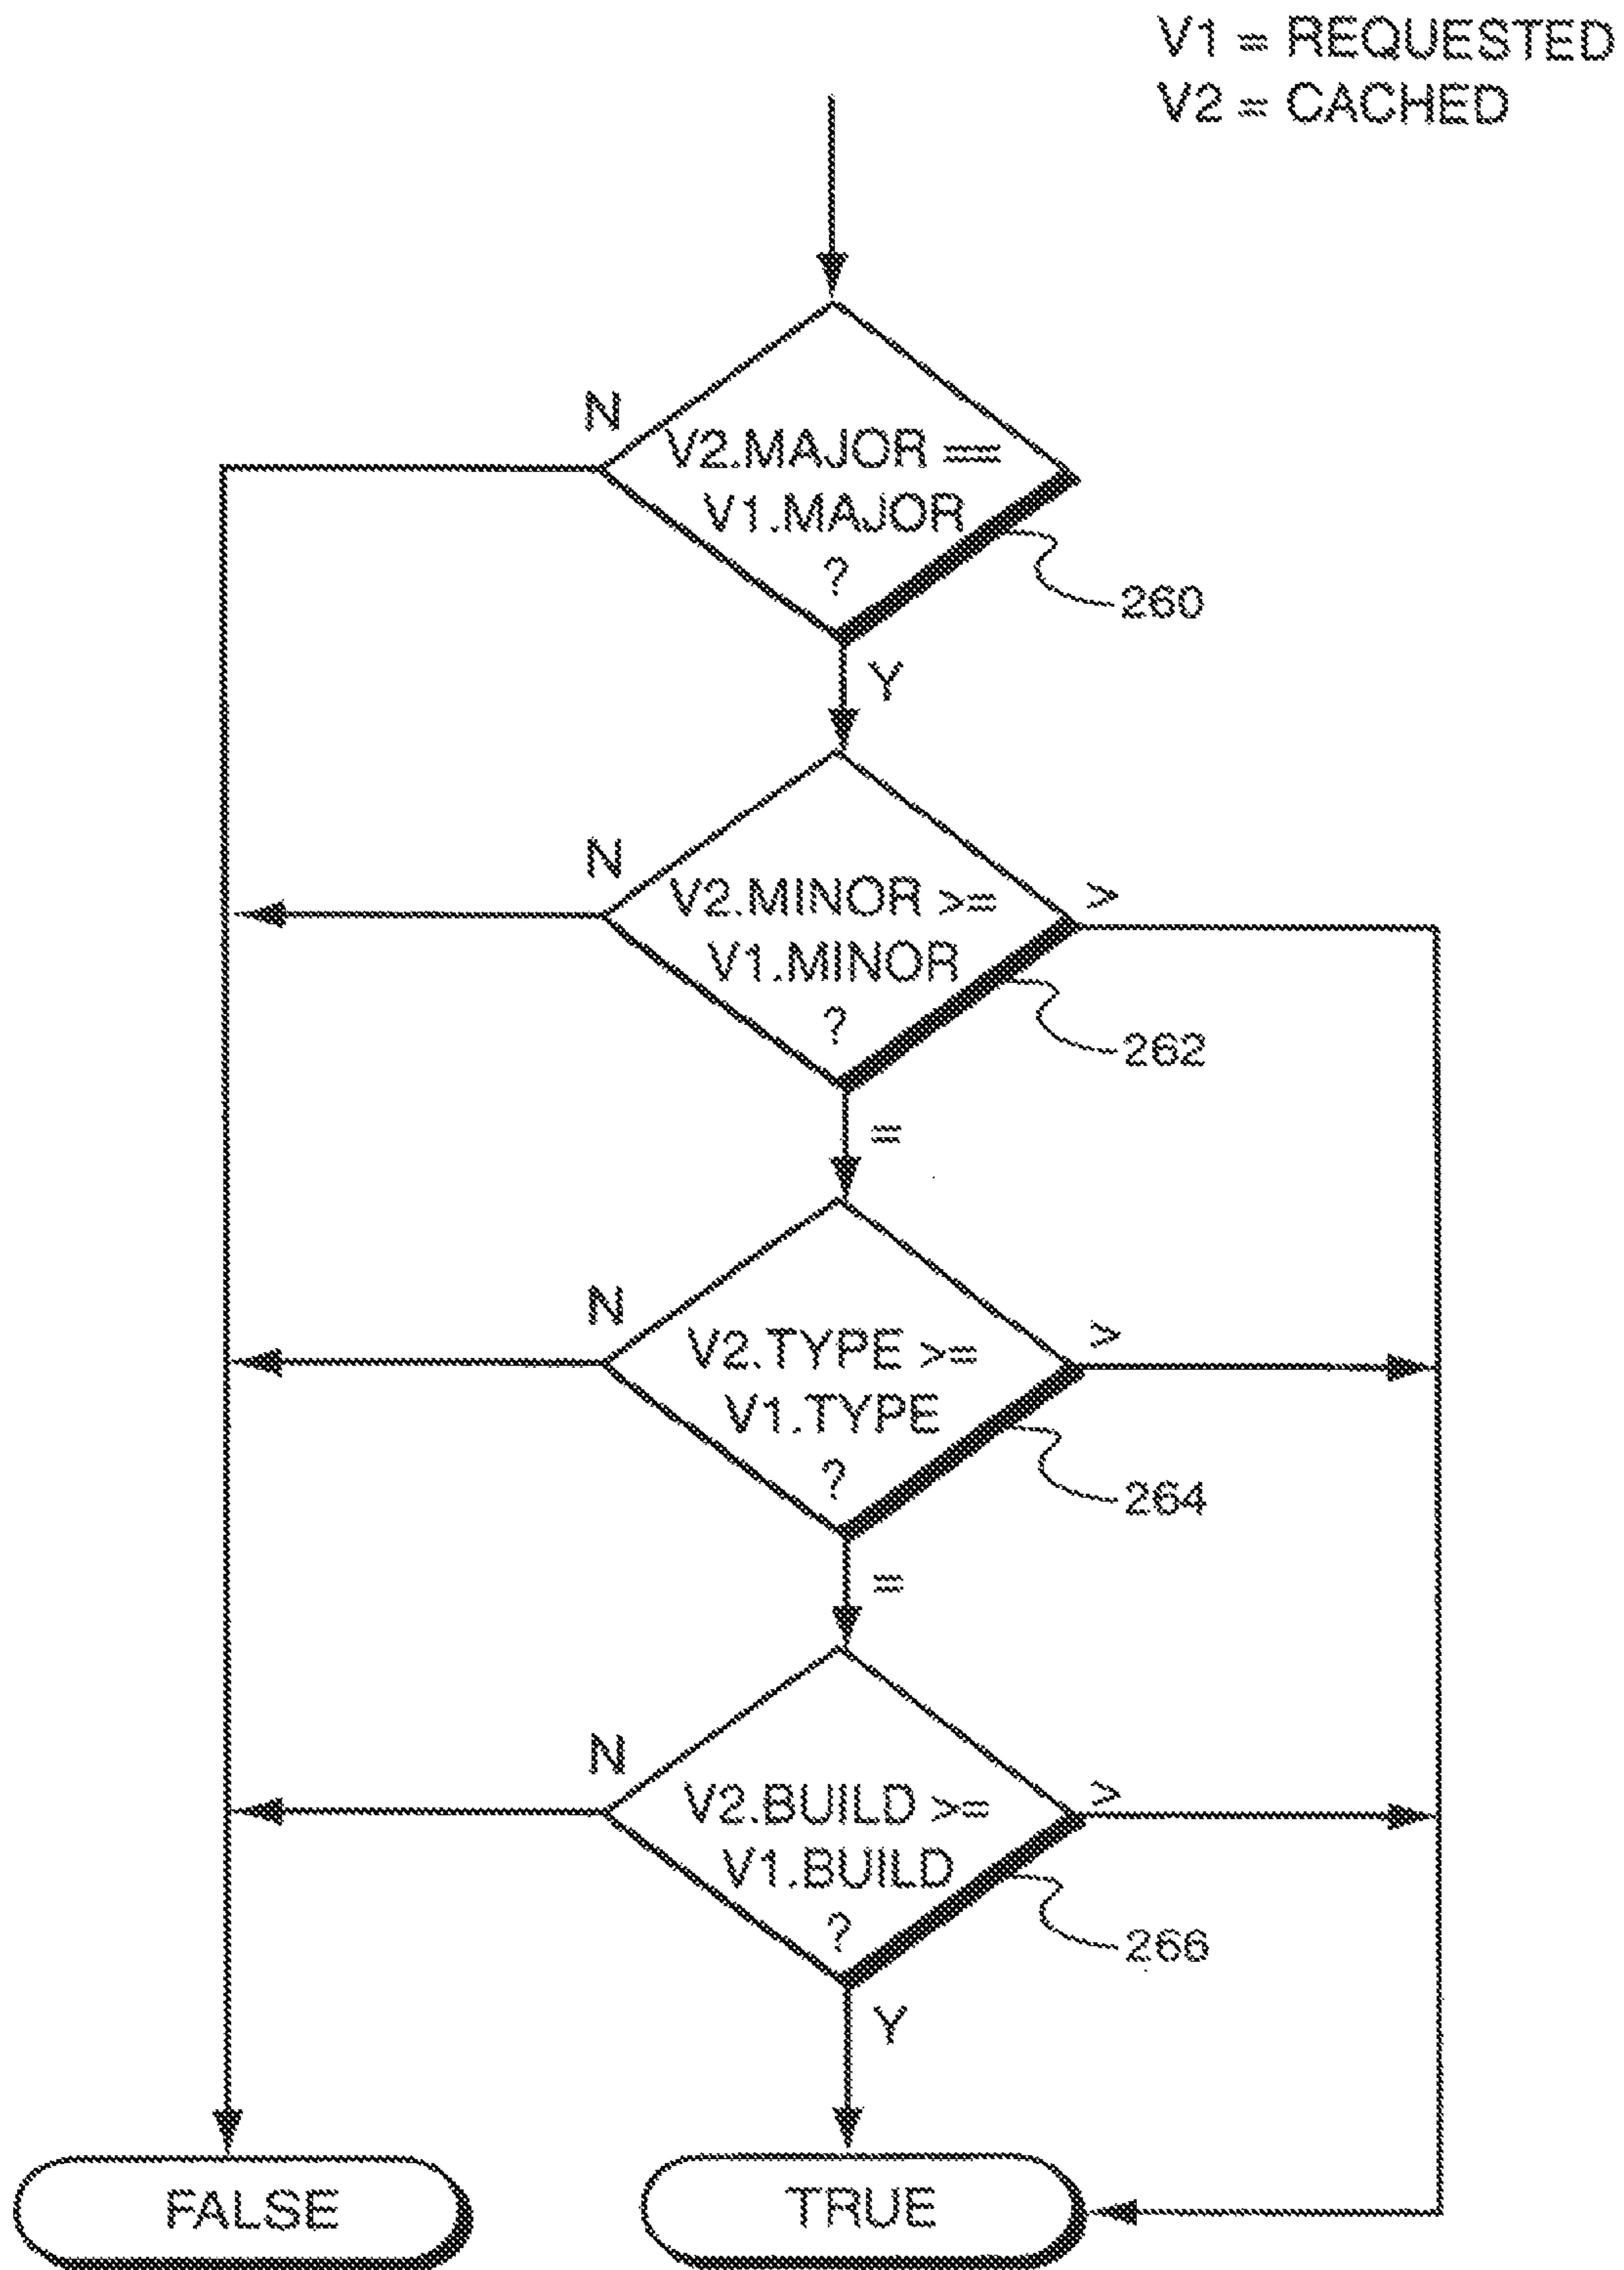 V1 = REQUESTED
V2 = CACHED
N
V2.MAJOR ==
V1.MAJOR
?
260
Y
N
V2.MINOR >=
V1.MINOR
?
>
262
=
N
V2.TYPE >=
V1.TYPE
?
>
264
=
N
V2.BUILD >=
V1.BUILD
?
>
266
Y
FALSE
TRUE